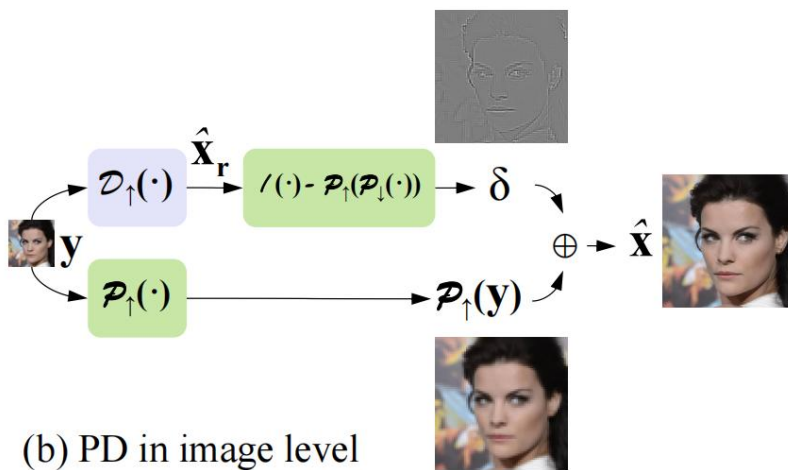 x̂ᵣ
𝒟↑(·)
I(·) - 𝒫↑(𝒫↓(·))
δ
y
⊕
x̂
𝒫↑(·)
𝒫↑(y)
(b) PD in image level